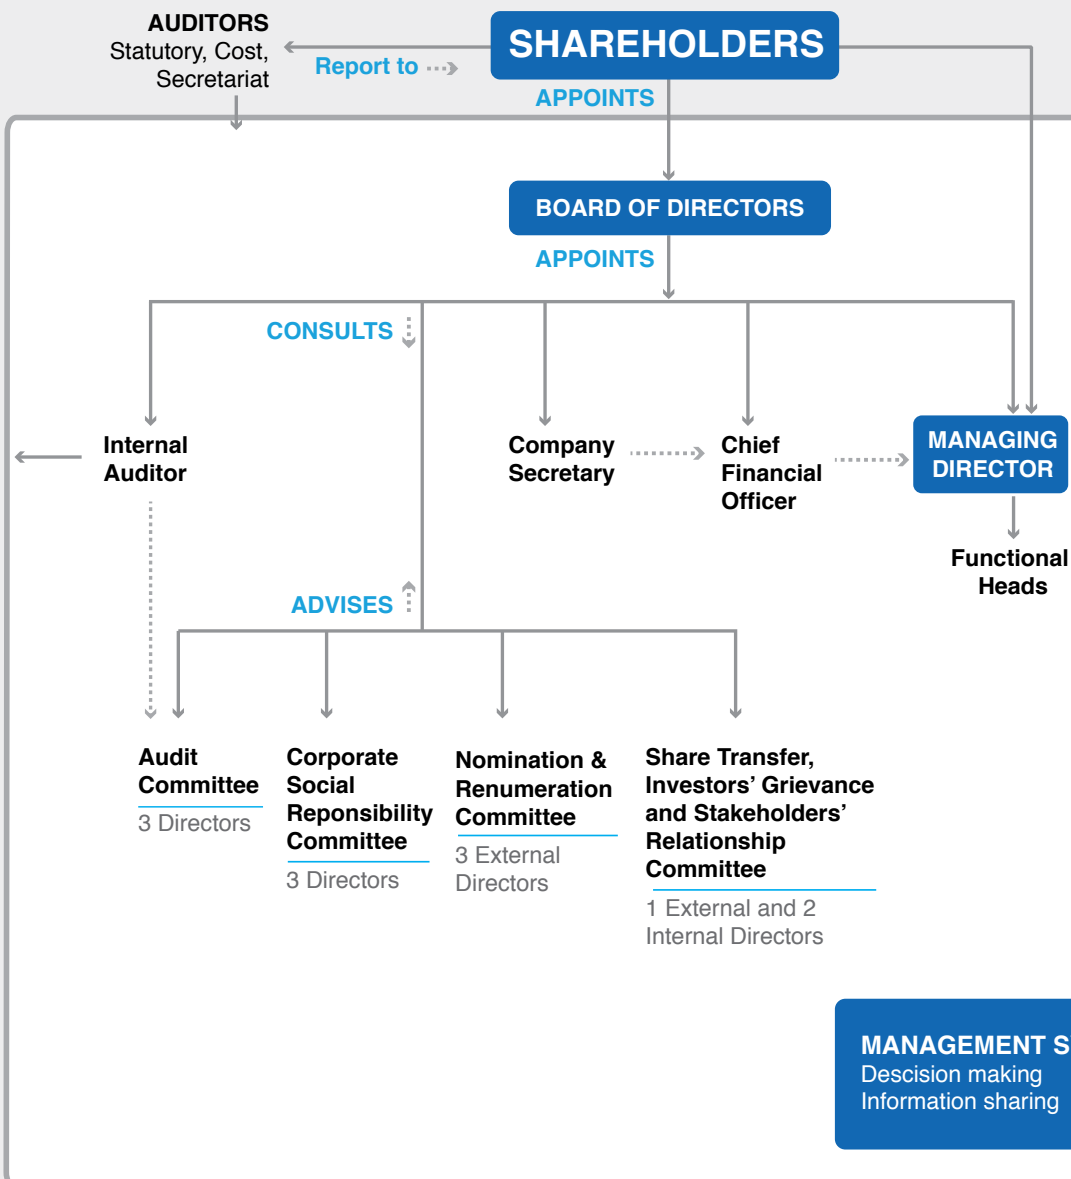 AUDITORS
Statutory, Cost,
Secretariat
Report to
SHAREHOLDERS
APPOINTS
BOARD OF DIRECTORS
APPOINTS
CONSULTS
Internal
Auditor
Company
Secretary
Chief
Financial
Officer
MANAGING
DIRECTOR
Functional
Heads
ADVISES
Audit
Committee
3 Directors
Corporate
Social
Reponsibility
Committee
3 Directors
Nomination &
Renumeration
Committee
3 External
Directors
Share Transfer,
Investors’ Grievance
and Stakeholders’
Relationship
Committee
1 External and 2
Internal Directors
MANAGEMENT S
Descision making
Information sharing